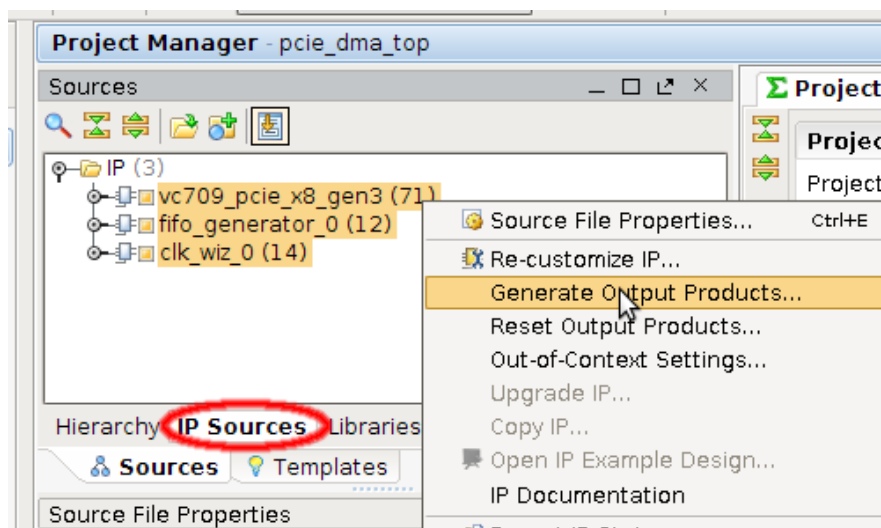 Project Manager - pcie_dma_top
Sources
IP (3)
vc709_pcie_x8_gen3 (71)
fifo_generator_0 (12)
clk_wiz_0 (14)
Hierarchy IP Sources Libraries
Sources Templates
Source File Properties
Σ Project
Projec
Project
Source File Properties... Ctrl+E
Re-customize IP...
Generate Output Products...
Reset Output Products...
Out-of-Context Settings...
Upgrade IP...
Copy IP...
Open IP Example Design...
IP Documentation